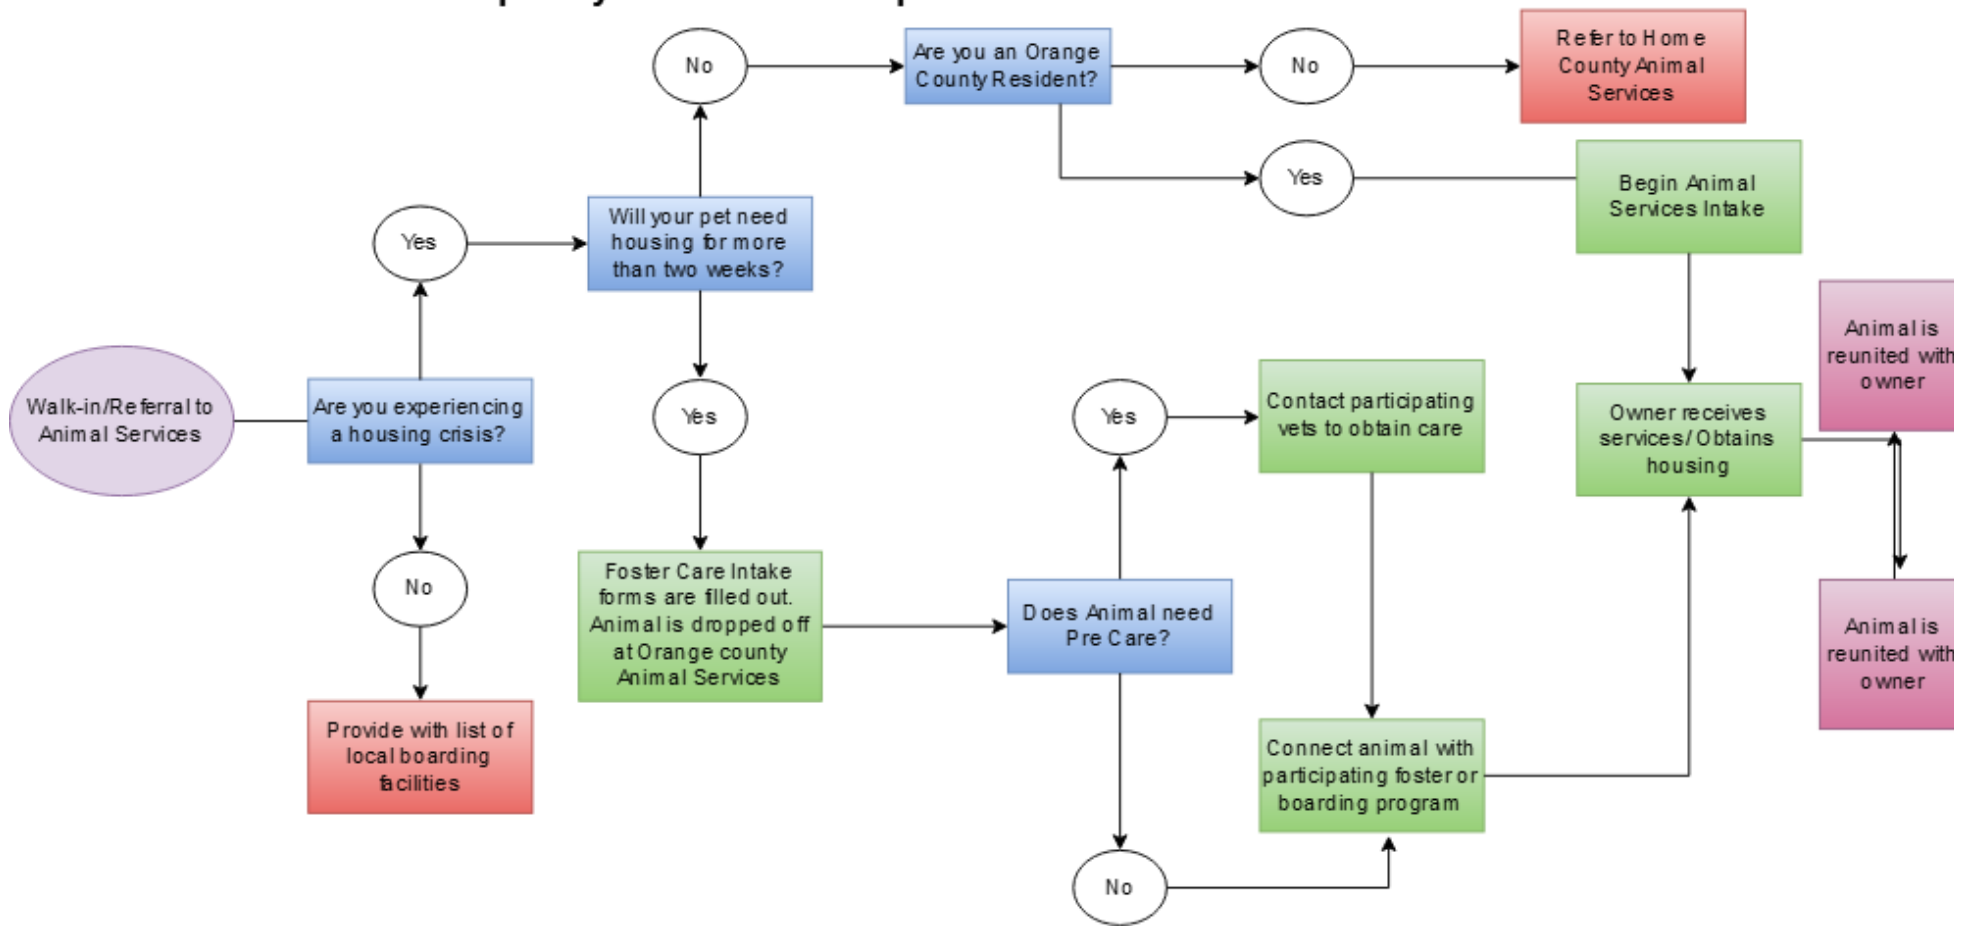 No
Are you an Orange
County Resident?
No
Refer to Home
County Animal
Services
Yes
Begin Animal
Services Intake
Yes
Will your pet need
housing for more
than two weeks?
Walk-in/Referral to
Animal Services
Are you experiencing
a housing crisis?
Yes
Yes
Contact participating
vets to obtain care
Owner receives
services/ Obtains
housing
Animal is
reunited with
owner
No
Foster Care Intake
forms are filled out.
Animal is dropped off
at Orange county
Animal Services
Does Animal need
Pre Care?
Animal is
reunited with
owner
Provide with list of
local boarding
facilities
Connect animal with
participating foster or
boarding program
No